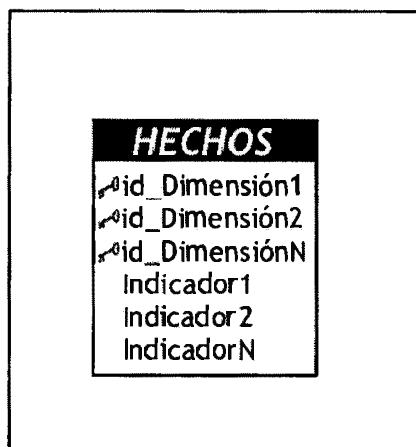 HECHOS
id_Dimensión1
id_Dimensión2
id_DimensiónN
Indicador1
Indicador2
IndicadorN